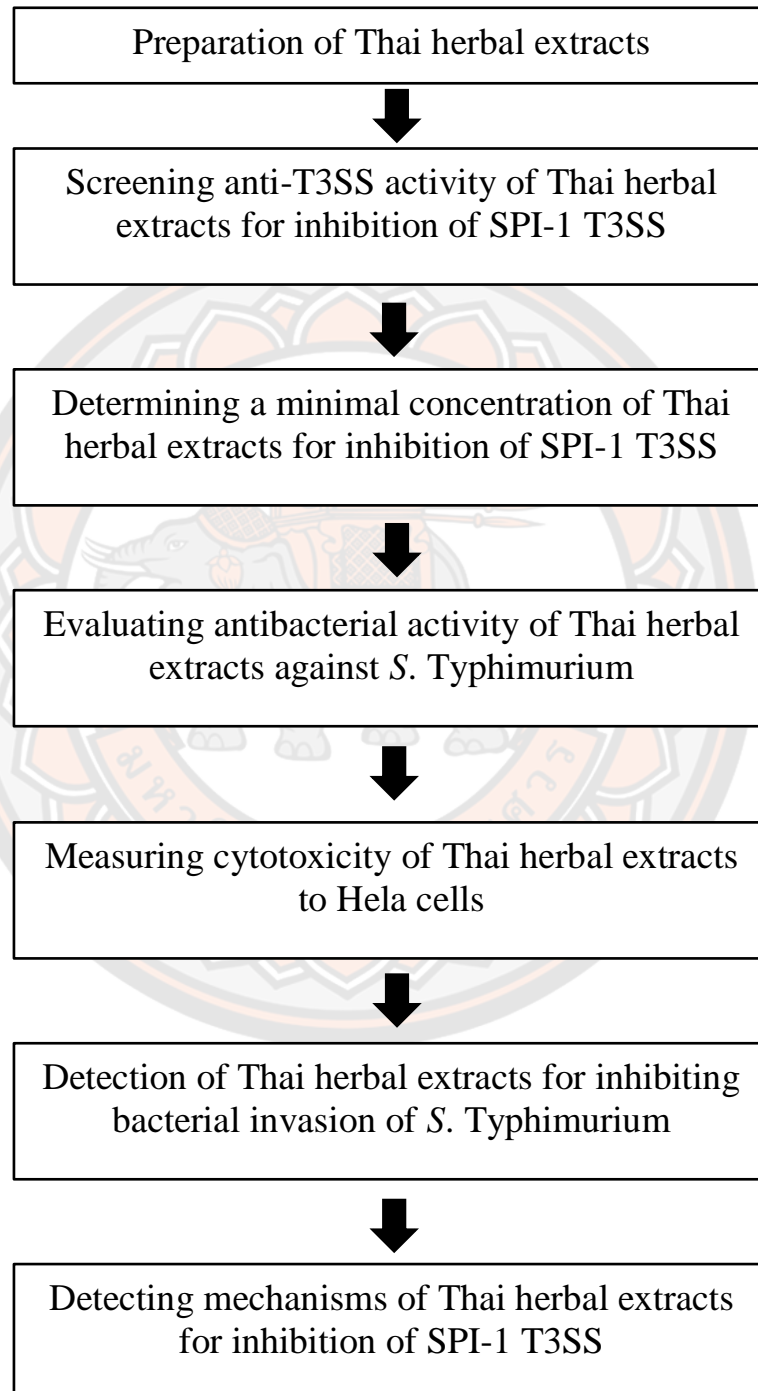 Preparation of Thai herbal extracts
Screening anti-T3SS activity of Thai herbal
extracts for inhibition of SPI-1 T3SS
Determining a minimal concentration of Thai
herbal extracts for inhibition of SPI-1 T3SS
Evaluating antibacterial activity of Thai herbal
extracts against S. Typhimurium
Measuring cytotoxicity of Thai herbal extracts
to Hela cells
Detection of Thai herbal extracts for inhibiting
bacterial invasion of S. Typhimurium
Detecting mechanisms of Thai herbal extracts
for inhibition of SPI-1 T3SS